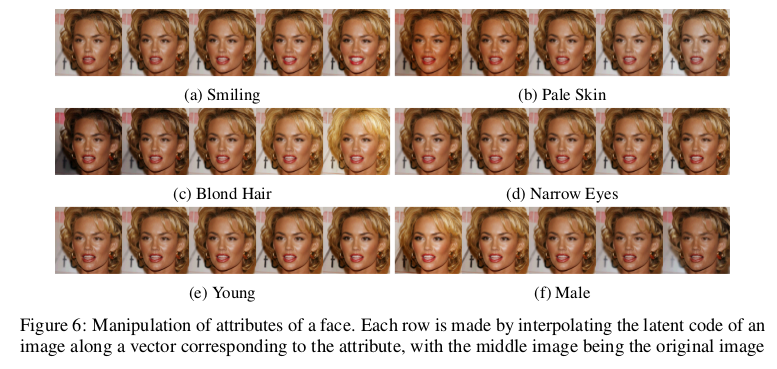 (a) Smiling
(b) Pale Skin
(c) Blond Hair
(d) Narrow Eyes
(e) Young
(f) Male
Figure 6: Manipulation of attributes of a face. Each row is made by interpolating the latent code of an
image along a vector corresponding to the attribute, with the middle image being the original image